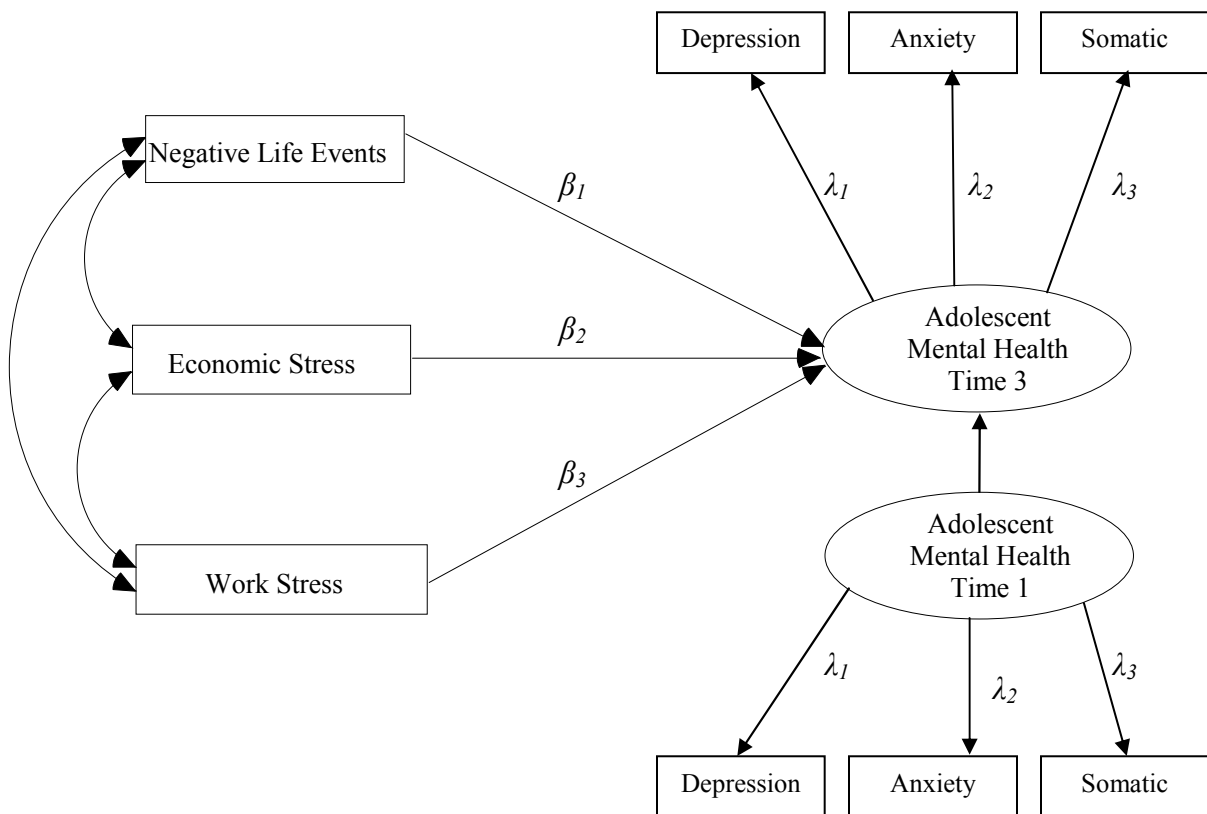 Depression
Anxiety
Somatic
Negative Life Events
β1
λ1
λ2
λ3
Economic Stress
β2
Adolescent
Mental Health
Time 3
Work Stress
β3
Adolescent
Mental Health
Time 1
λ1
λ2
λ3
Depression
Anxiety
Somatic